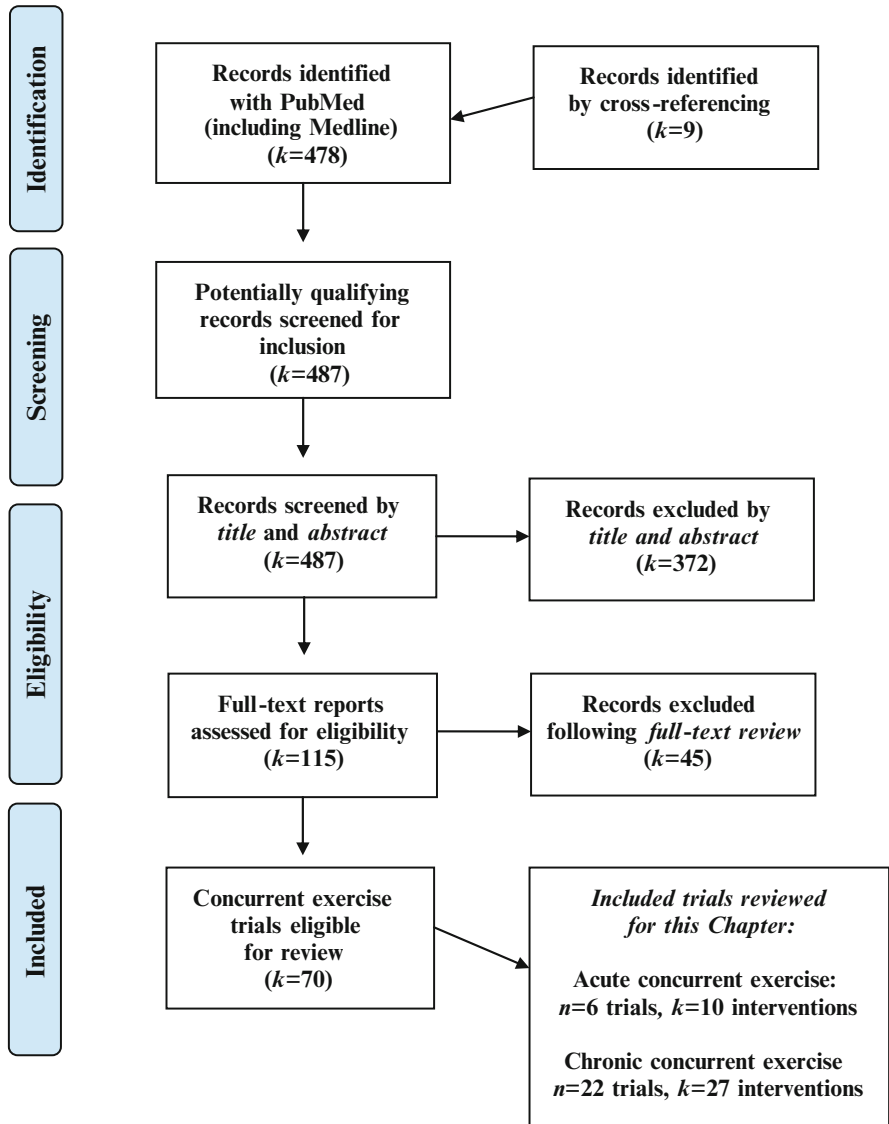 Identification
Records identified
with PubMed
(including Medline)
(k=478)
Records identified
by cross-referencing
(k=9)
Screening
Potentially qualifying
records screened for
inclusion
(k=487)
Eligibility
Records screened by
title and abstract
(k=487)
Records excluded by
title and abstract
(k=372)
Full-text reports
assessed for eligibility
(k=115)
Records excluded
following full-text review
(k=45)
Included
Concurrent exercise
trials eligible
for review
(k=70)
Included trials reviewed
for this Chapter:
Acute concurrent exercise:
n=6 trials, k=10 interventions
Chronic concurrent exercise
n=22 trials, k=27 interventions